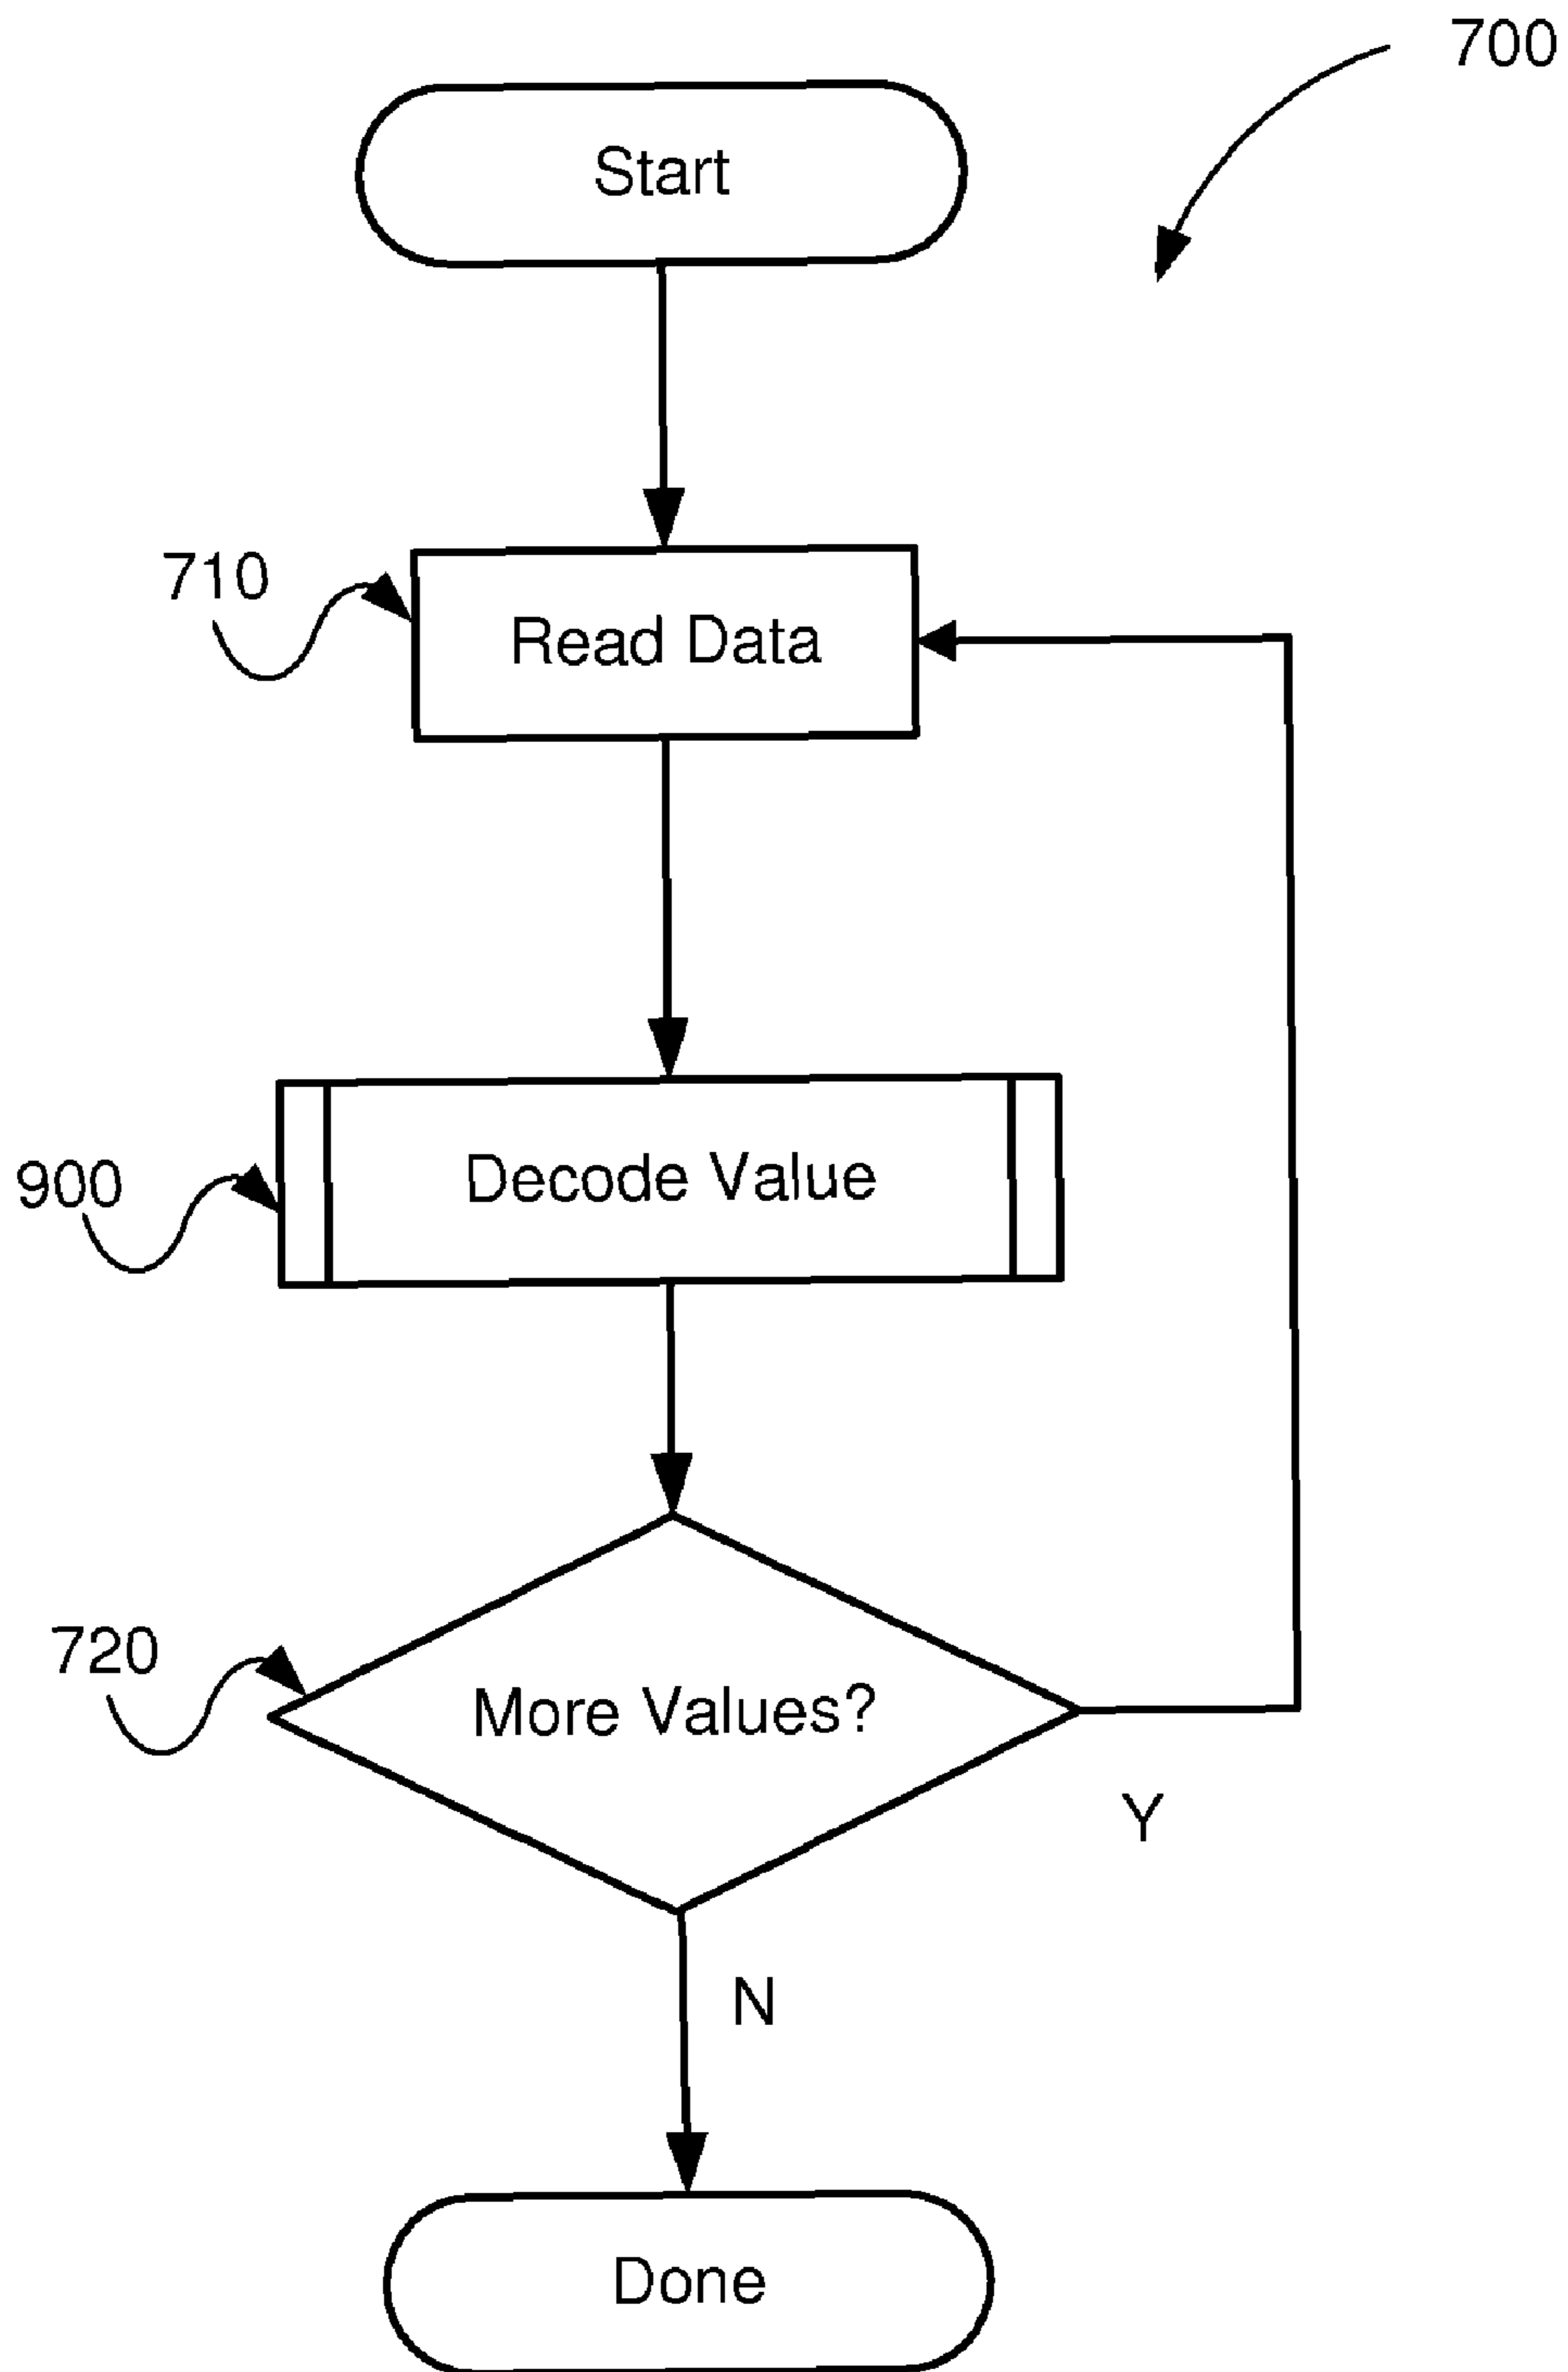 700
Start
710
Read Data
900
Decode Value
720
More Values?
Y
N
Done